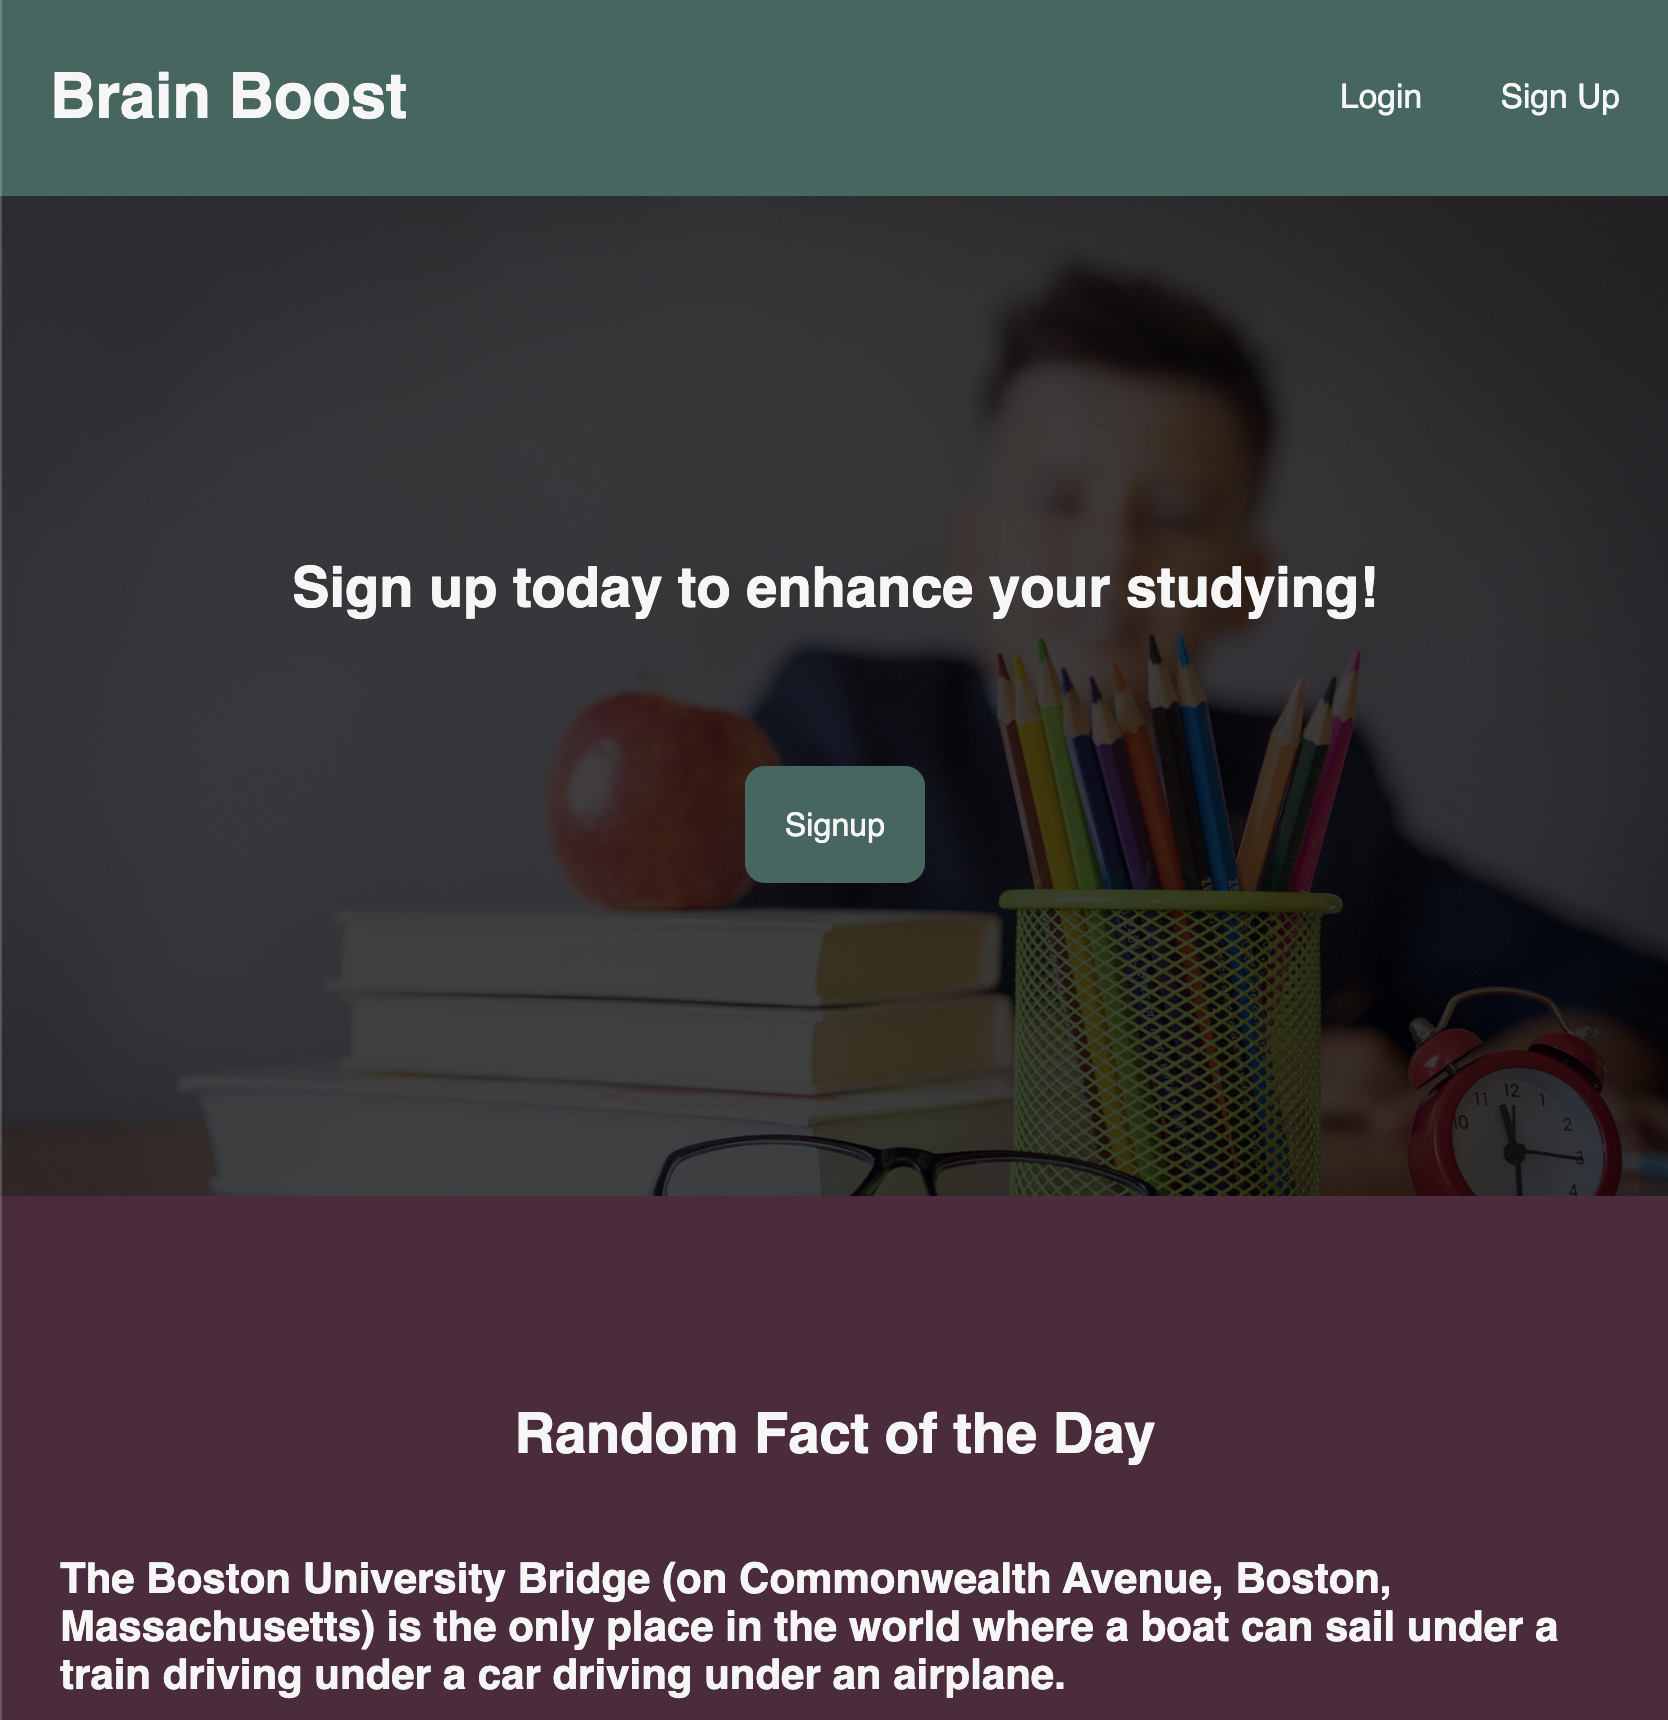 Brain Boost
Login
Sign Up
Sign up today to enhance your studying!
Signup
12
11
1
10
2
3
4
Random Fact of the Day
The Boston University Bridge (on Commonwealth Avenue, Boston,
Massachusetts) is the only place in the world where a boat can sail under a
train driving under a car driving under an airplane.